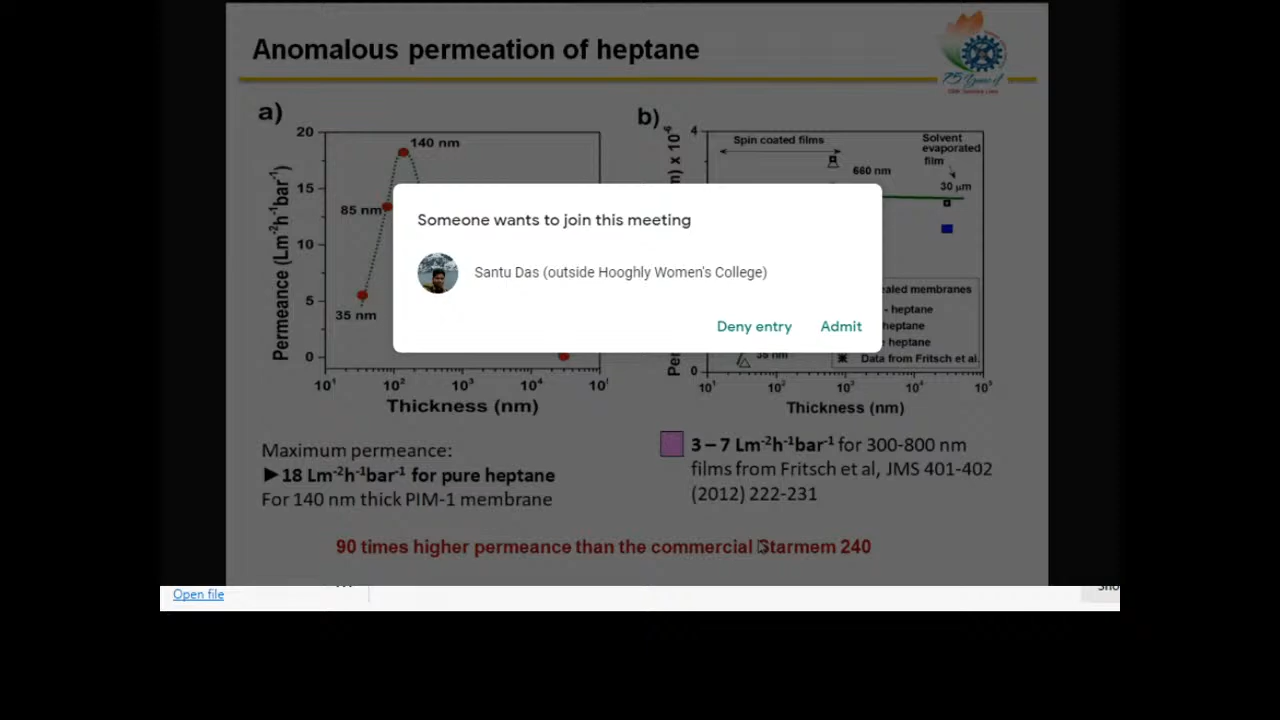 Anomalous permeation of heptane
75 Years of
a)
20
15
10
5
0
Permeance (Lm⁻²h⁻¹bar⁻¹)
140 nm
85 nm
35 nm
10¹ 10² 10³ 10⁴ 10
Thickness (nm)
b)
4
0
m) x 10⁻⁶
Spin coated films
660 nm
Solvent
evaporated
film
30 µm
Someone wants to join this meeting
Santu Das (outside Hooghly Women's College)
Deny entry Admit
ealed membranes
- heptane
heptane
heptane
Data from Fritsch et al.
35 nm
10¹ 10² 10³ 10⁴ 10⁵
Thickness (nm)
Maximum permeance:
►18 Lm⁻²h⁻¹bar⁻¹ for pure heptane
For 140 nm thick PIM-1 membrane
3 – 7 Lm⁻²h⁻¹bar⁻¹ for 300-800 nm
films from Fritsch et al, JMS 401-402
(2012) 222-231
90 times higher permeance than the commercial Starmem 240
Open file